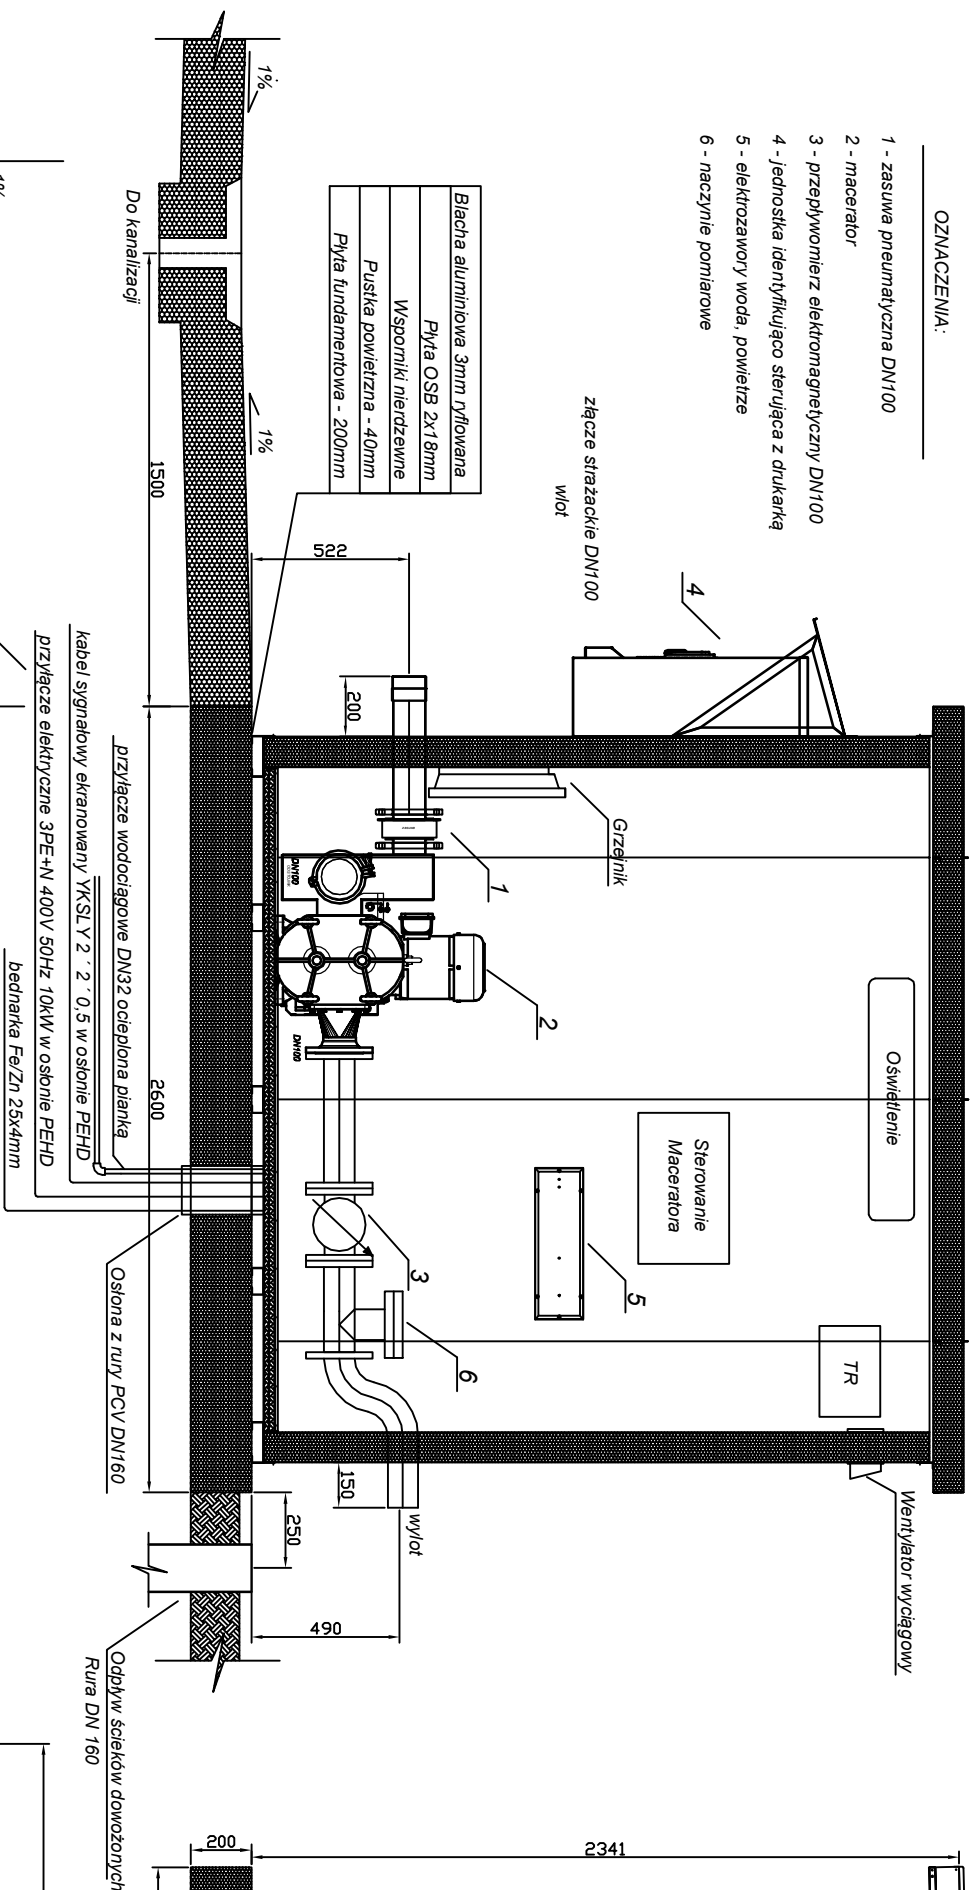 OZNACZENIA:
1 - zasuwa pneumatyczna DN100
2 - macerator
3 - przepływomierz elektromagnetyczny DN100
4 - jednostka identyfikująco sterująca z drukarką
5 - elektrozawory woda, powietrze
6 - naczynie pomiarowe
złącze strażackie DN100
wlot
4
Grzejnik
1
2
Oświetlenie
Sterowanie
Maceratora
5
TR
Wentylator wyciągowy
3
6
wylot
DN100
DN100
Blacha aluminiowa 3mm ryflowana
Płyta OSB 2x18mm
Wsporniki nierdzewne
Pustka powietrzna - 40mm
Płyta fundamentowa - 200mm
522
200
150
250
490
1%
1%
Do kanalizacji
1500
2600
przyłącze wodociągowe DN32 ocieplona pianką
kabel sygnałowy ekranowany YKSLY 2 ´ 2 ´ 0,5 w osłonie PEHD
przyłącze elektryczne 3PE+N 400V 50Hz 10kW w osłonie PEHD
bednarka Fe/Zn 25x4mm
Osłona z rury PCV DN160
Odpływ ścieków dowożonych
Rura DN 160
200
2341
1%